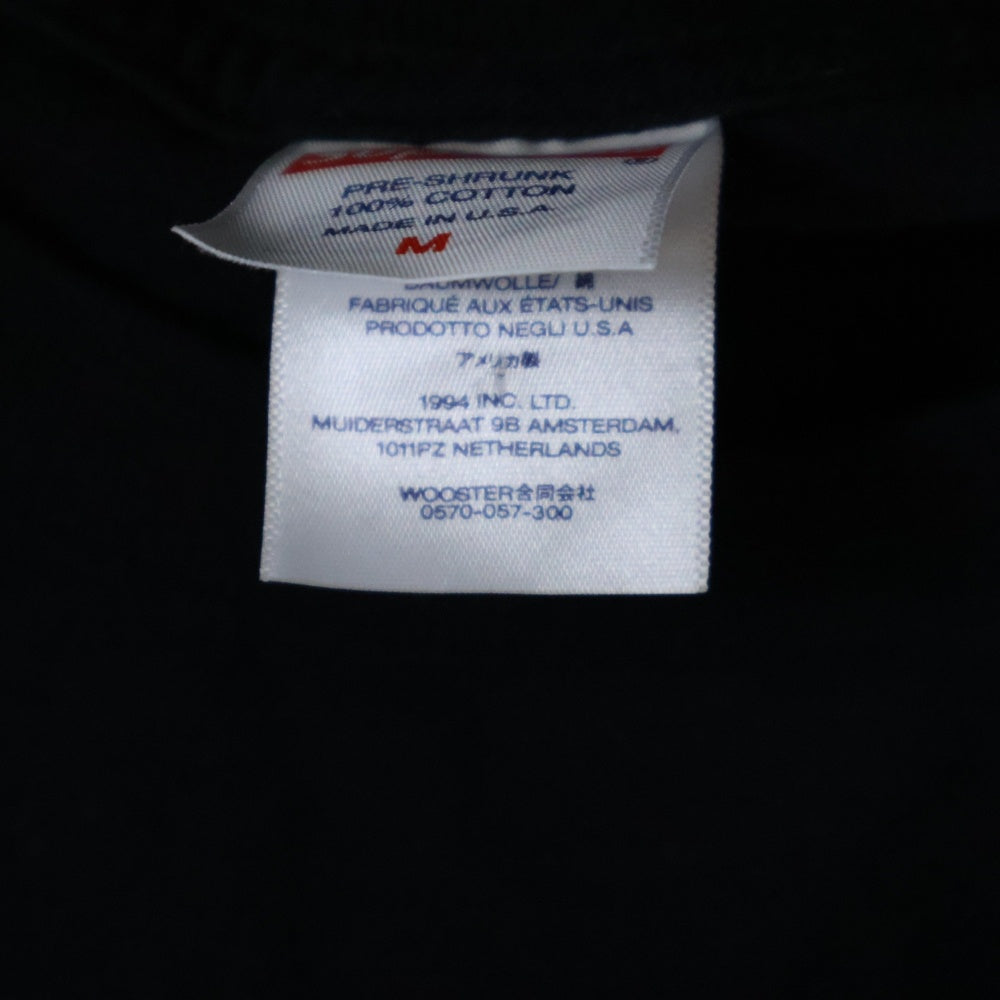 ®
PRE-SHRUNK
100% COTTON
MADE IN U.S.A.
M
BAUMWOLLE/ 綿
FABRIQUÉ AUX ÉTATS-UNIS
PRODOTTO NEGLI U.S.A
アメリカ製
1994 INC. LTD.
MUIDERSTRAAT 9B AMSTERDAM,
1011PZ NETHERLANDS
WOOSTER合同会社
0570-057-300